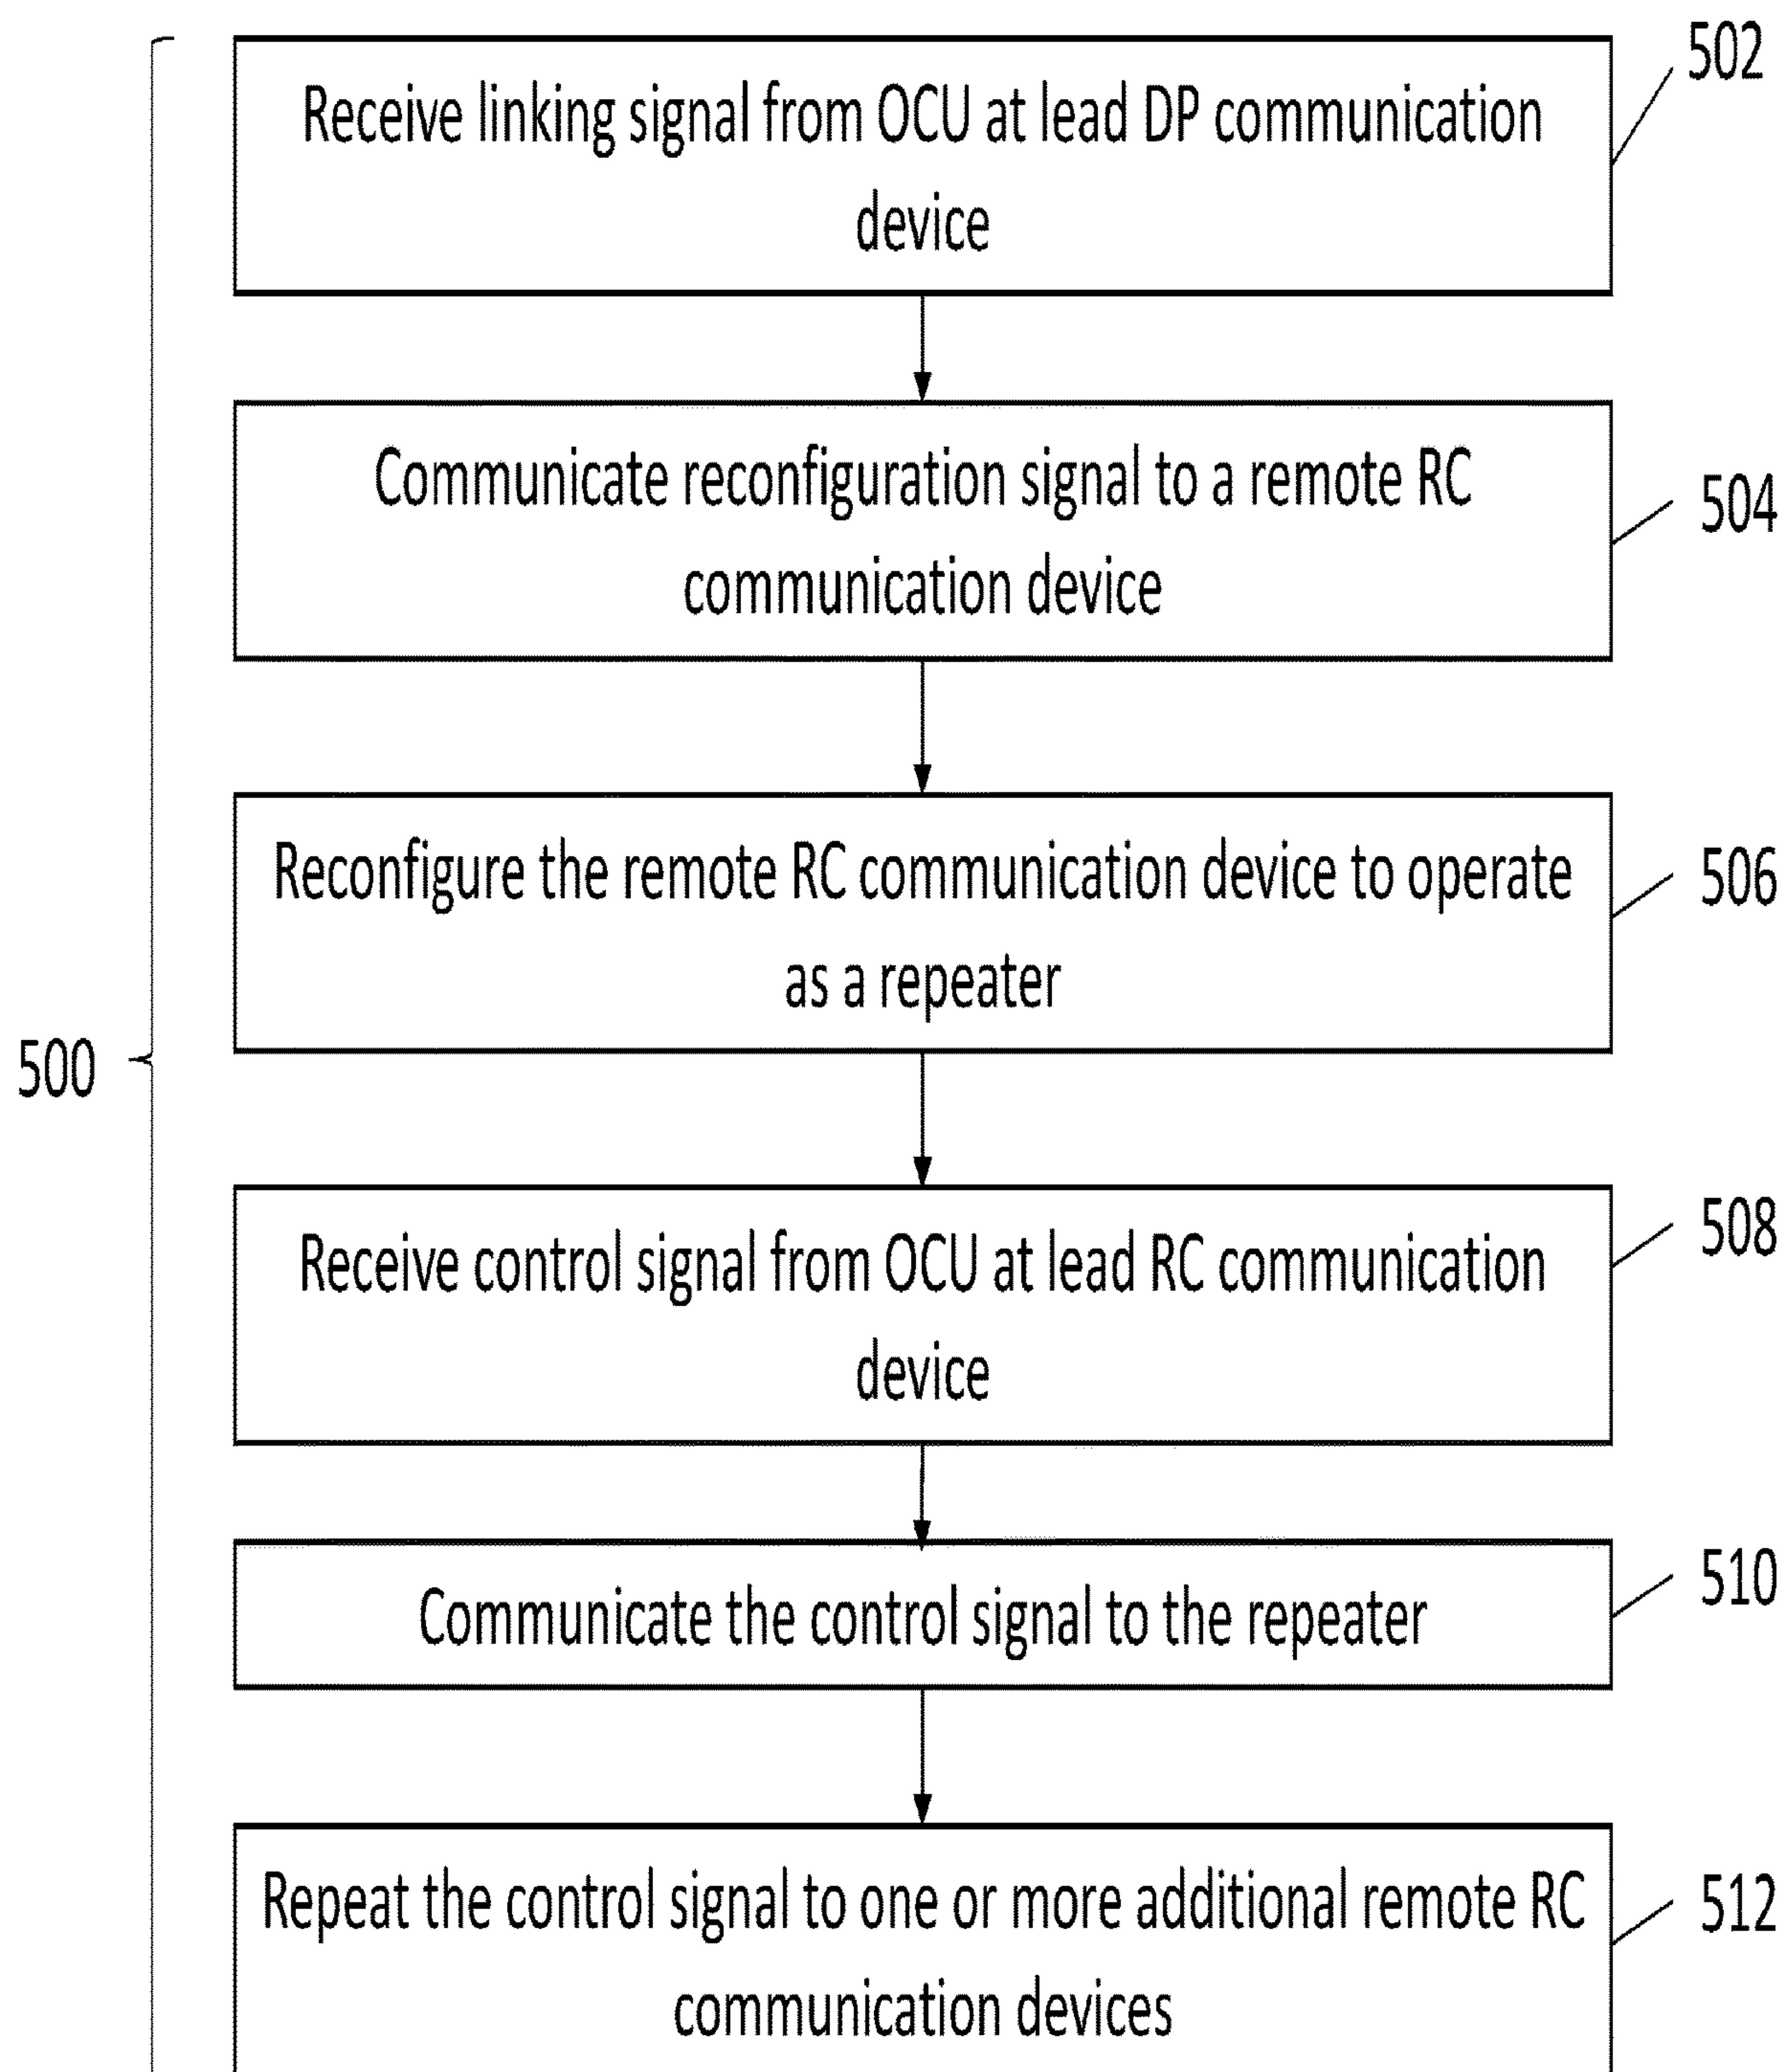 502
Receive linking signal from OCU at lead DP communication
device
504
Communicate reconfiguration signal to a remote RC
communication device
506
Reconfigure the remote RC communication device to operate
as a repeater
500
508
Receive control signal from OCU at lead RC communication
device
510
Communicate the control signal to the repeater
512
Repeat the control signal to one or more additional remote RC
communication devices